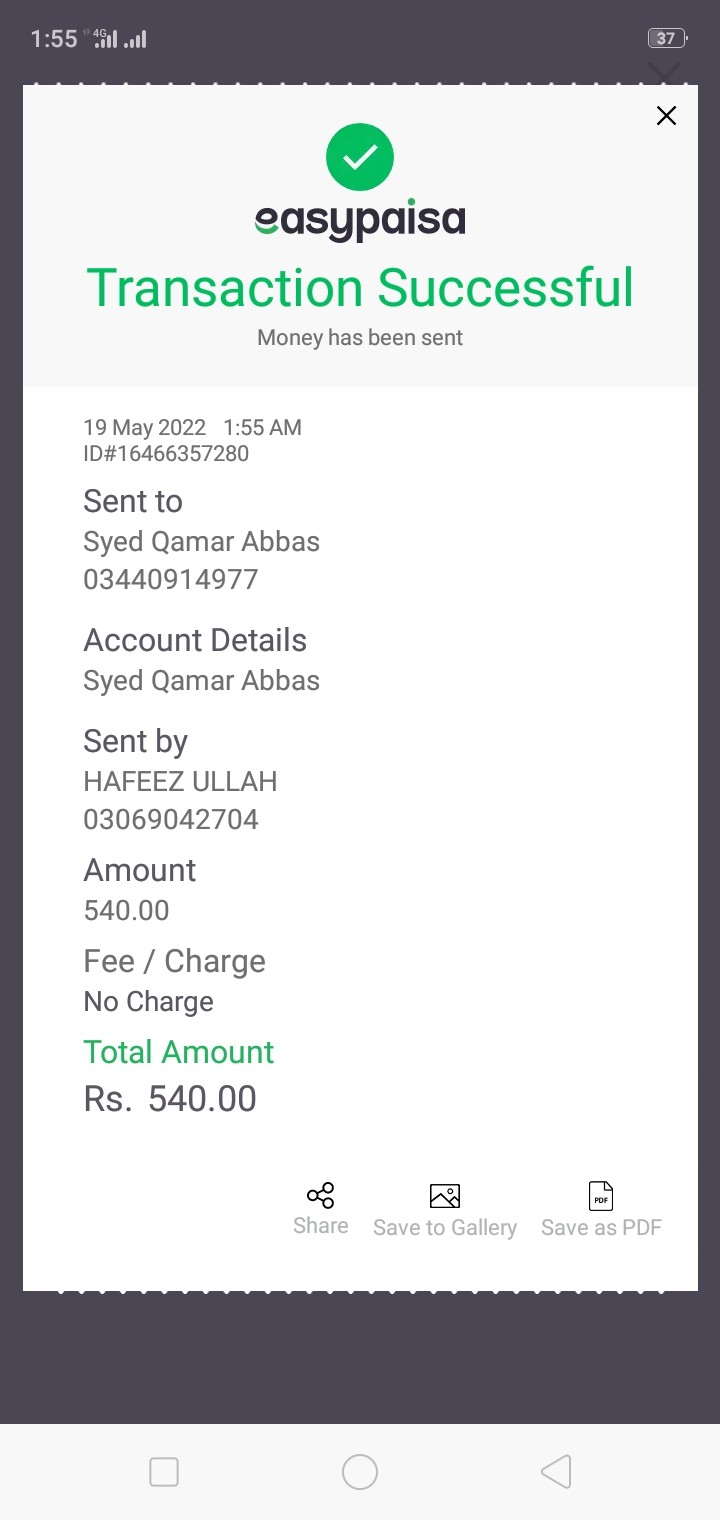 1:55 4G 37
easypaisa
Transaction Successful
Money has been sent
19 May 2022 1:55 AM
ID#16466357280
Sent to
Syed Qamar Abbas
03440914977
Account Details
Syed Qamar Abbas
Sent by
HAFEEZ ULLAH
03069042704
Amount
540.00
Fee / Charge
No Charge
Total Amount
Rs. 540.00
PDF
Share Save to Gallery Save as PDF